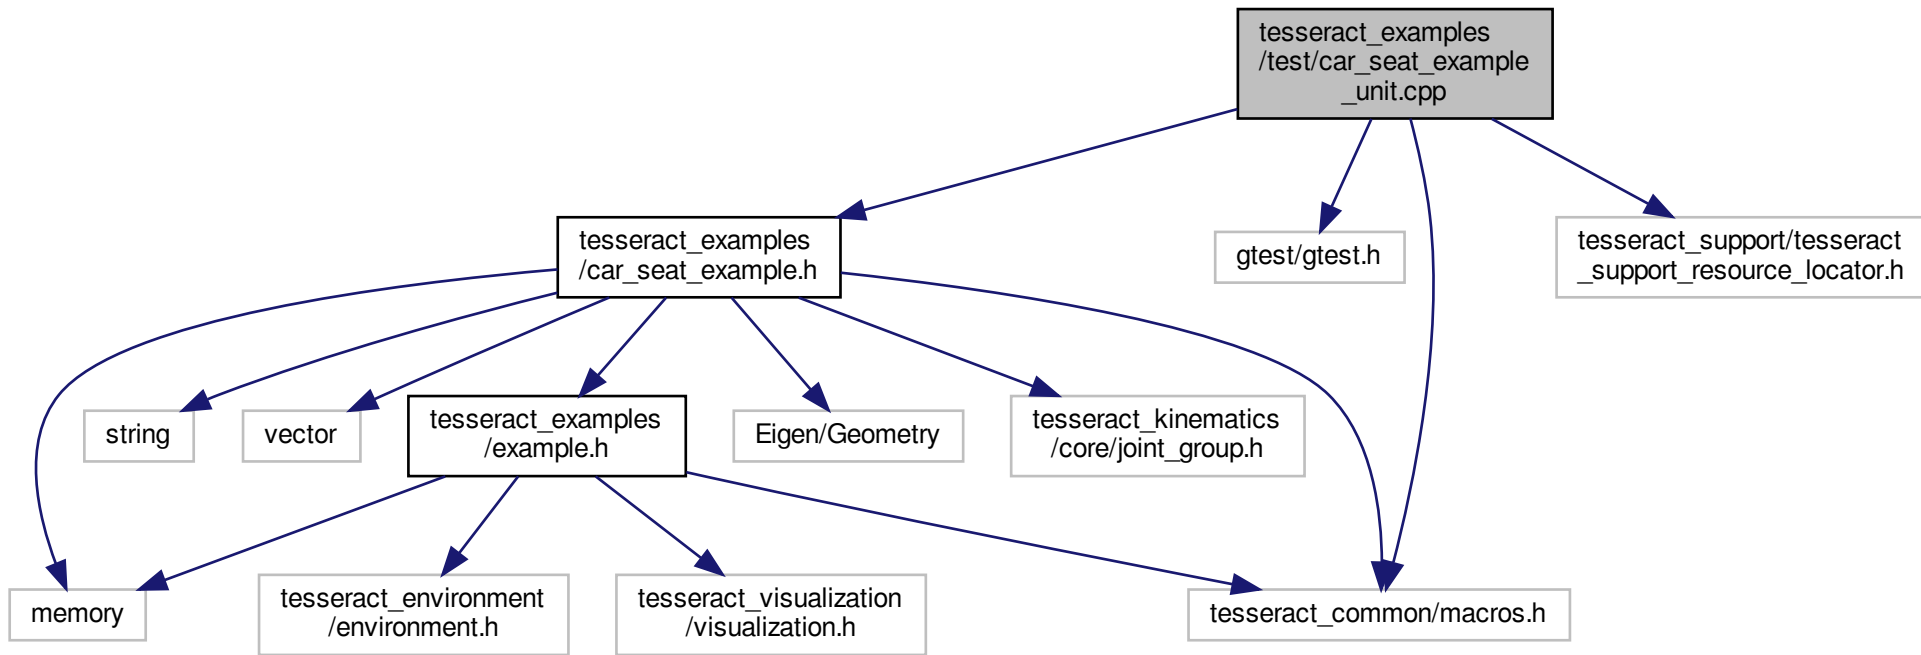 tesseract_examples
/test/car_seat_example
_unit.cpp
tesseract_examples
/car_seat_example.h
gtest/gtest.h
tesseract_support/tesseract
_support_resource_locator.h
string
vector
tesseract_examples
/example.h
Eigen/Geometry
tesseract_kinematics
/core/joint_group.h
memory
tesseract_environment
/environment.h
tesseract_visualization
/visualization.h
tesseract_common/macros.h